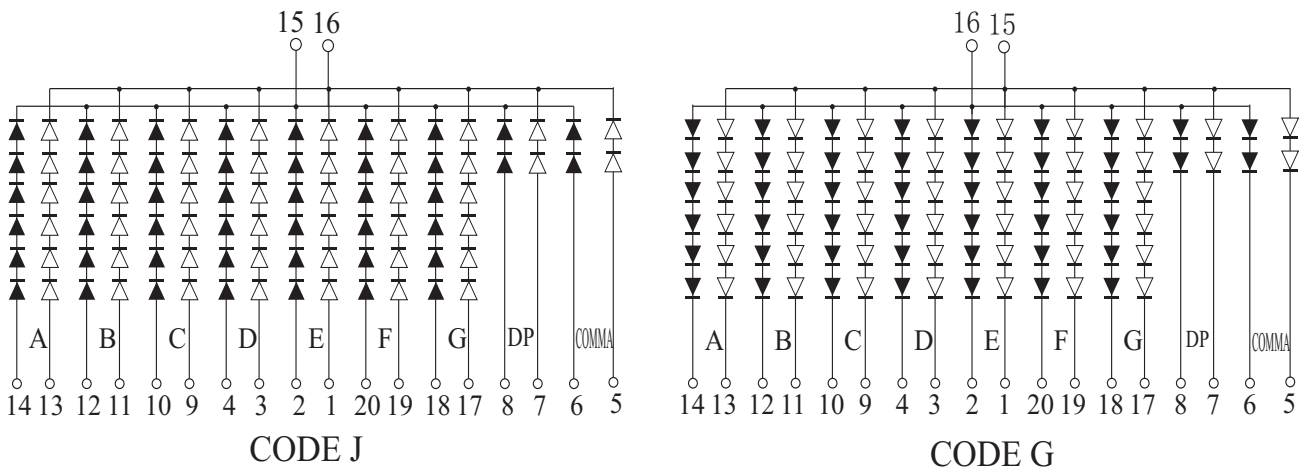 15 16
16 15
A B C D E F G DP COMMA
A B C D E F G DP COMMA
14 13 12 11 10 9 4 3 2 1 20 19 18 17 8 7 6 5
14 13 12 11 10 9 4 3 2 1 20 19 18 17 8 7 6 5
CODE J
CODE G